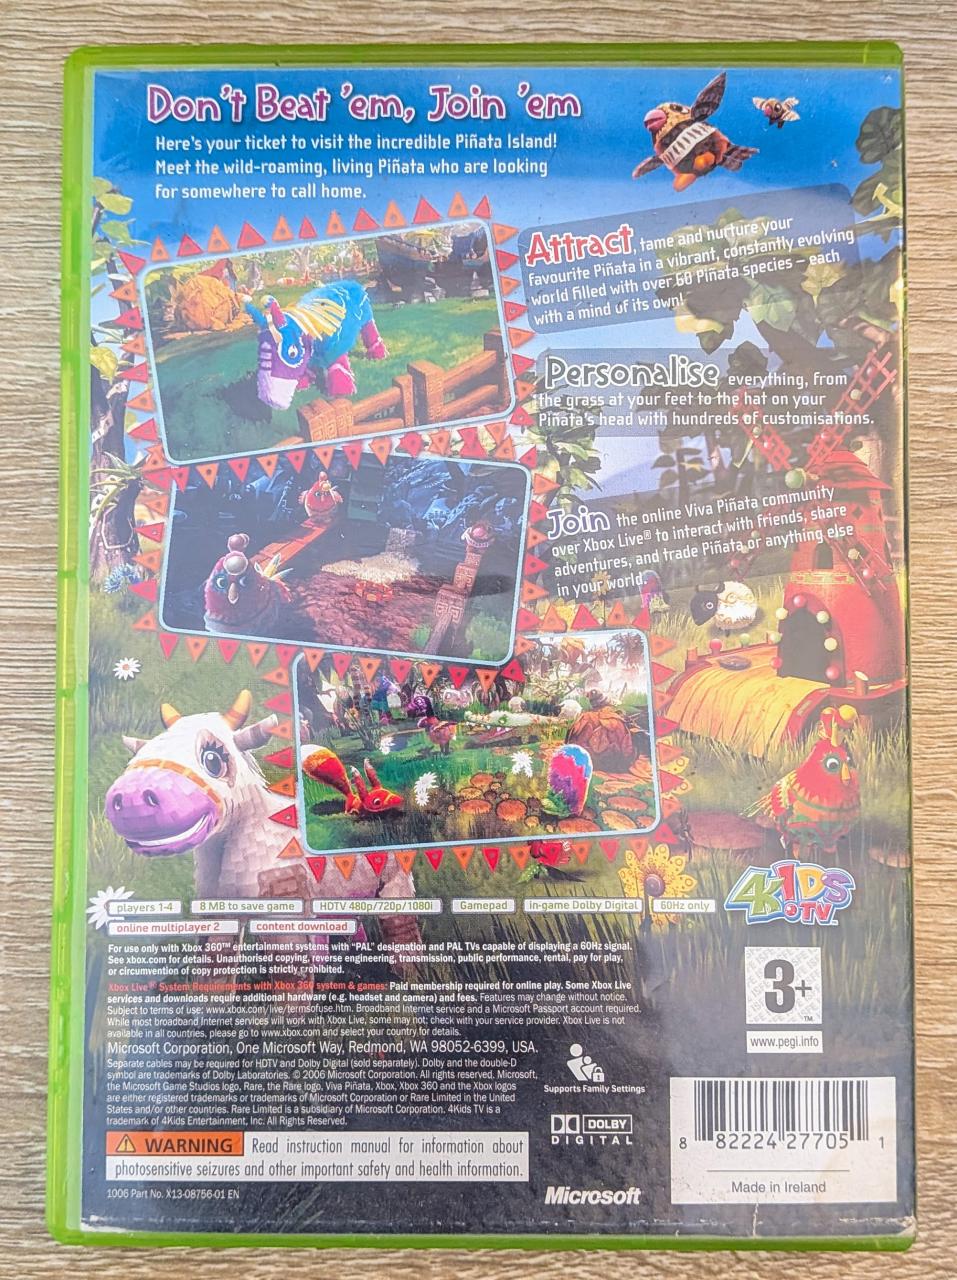 Don't Beat 'em, Join 'em
Here's your ticket to visit the incredible Piñata Island!
Meet the wild-roaming, living Piñata who are looking
for somewhere to call home.
Attract, tame and nurture your
favourite Piñata in a vibrant, constantly evolving
world filled with over 60 Piñata species – each
with a mind of its own!
Personalise everything, from
the grass at your feet to the hat on your
Piñata's head with hundreds of customisations.
Join the online Viva Piñata community
over Xbox Live® to interact with friends, share
adventures, and trade Piñata or anything else
in your world.
players 1-4
8 MB to save game
HDTV 480p/720p/1080i
Gamepad
in-game Dolby Digital
60Hz only
online multiplayer 2
content download
4KiDS.TV
For use only with Xbox 360™ entertainment systems with "PAL" designation and PAL TVs capable of displaying a 60Hz signal.
See xbox.com for details. Unauthorised copying, reverse engineering, transmission, public performance, rental, pay for play,
or circumvention of copy protection is strictly prohibited.
Xbox Live® System Requirements with Xbox 360 system & games: Paid membership required for online play. Some Xbox Live
services and downloads require additional hardware (e.g. headset and camera) and fees. Features may change without notice.
Subject to terms of use: www.xbox.com/live/termsofuse.htm. Broadband Internet service and a Microsoft Passport account required.
While most broadband Internet services will work with Xbox Live, some may not; check with your service provider. Xbox Live is not
available in all countries, please go to www.xbox.com and select your country for details.
Microsoft Corporation, One Microsoft Way, Redmond, WA 98052-6399, USA.
Separate cables may be required for HDTV and Dolby Digital (sold separately). Dolby and the double-D
symbol are trademarks of Dolby Laboratories. © 2006 Microsoft Corporation. All rights reserved. Microsoft,
the Microsoft Game Studios logo, Rare, the Rare logo, Viva Piñata, Xbox, Xbox 360 and the Xbox logos
are either registered trademarks or trademarks of Microsoft Corporation or Rare Limited in the United
States and/or other countries. Rare Limited is a subsidiary of Microsoft Corporation. 4Kids TV is a
trademark of 4Kids Entertainment, Inc. All Rights Reserved.
WARNING Read instruction manual for information about
photosensitive seizures and other important safety and health information.
1006 Part No. X13-08756-01 EN
Supports Family Settings
DOLBY
DIGITAL
Microsoft
3+
™
www.pegi.info
8 82224 27705 1
Made in Ireland